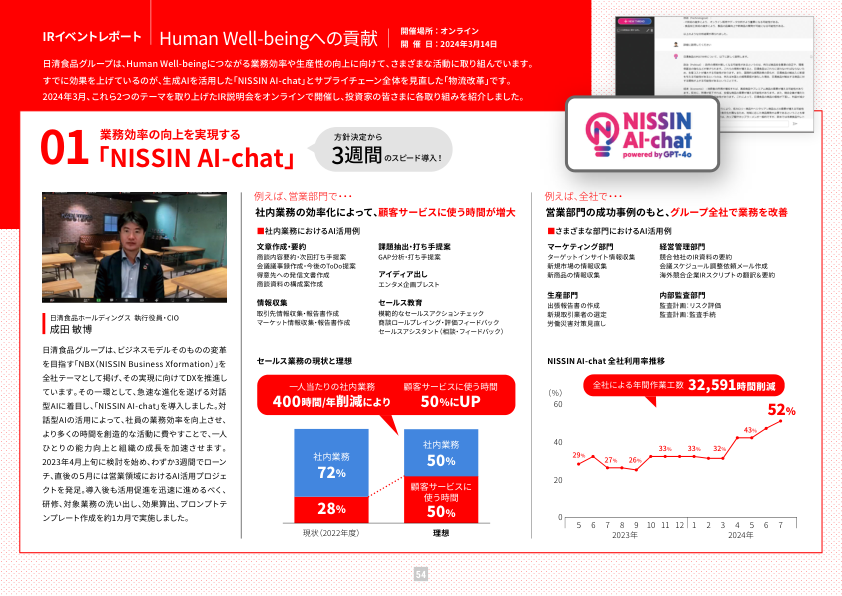 IRイベントレポート
Human Well-beingへの貢献
開催場所：オンライン
開 催 日：2024年3月14日
日清食品グループは、Human Well-beingにつながる業務効率や生産性の向上に向けて、さまざまな活動に取り組んでいます。
すでに効果を上げているのが、生成AIを活用した「NISSIN AI-chat」とサプライチェーン全体を見直した「物流改革」です。
2024年3月、これら2つのテーマを取り上げたIR説明会をオンラインで開催し、投資家の皆さまに各取り組みを紹介しました。
NISSIN
AI-chat
powered by GPT-4o
01
業務効率の向上を実現する
「NISSIN AI-chat」
方針決定から
3週間のスピード導入！
日清食品ホールディングス 執行役員・CIO
成田 敏博
日清食品グループは、ビジネスモデルそのものの変革
を目指す「NBX（NISSIN Business Xformation）」を
全社テーマとして掲げ、その実現に向けてDXを推進し
ています。その一環として、急速な進化を遂げる対話
型AIに着目し、「NISSIN AI-chat」を導入しました。対
話型AIの活用によって、社員の業務効率を向上させ、
より多くの時間を創造的な活動に費やすことで、一人
ひとりの能力向上と組織の成長を加速させます。
2023年4月上旬に検討を始め、わずか3週間でローン
チ、直後の5月には営業領域におけるAI活用プロジェ
クトを発足。導入後も活用促進を迅速に進めるべく、
研修、対象業務の洗い出し、効果算出、プロンプトテ
ンプレート作成を約1カ月で実施しました。
例えば、営業部門で・・・
社内業務の効率化によって、顧客サービスに使う時間が増大
■社内業務におけるAI活用例
文章作成・要約
商談内容要約・次回打ち手提案
会議議事録作成・今後のToDo提案
得意先への発信文書作成
商談資料の構成案作成
情報収集
取引先情報収集・報告書作成
マーケット情報収集・報告書作成
課題抽出・打ち手提案
GAP分析・打ち手提案
アイディア出し
エンタメ企画ブレスト
セールス教育
模範的なセールスアクションチェック
商談ロールプレイング・評価フィードバック
セールスアシスタント（相談・フィードバック）
セールス業務の現状と理想
一人当たりの社内業務
400時間/年削減により
顧客サービスに使う時間
50%にUP
社内業務
72%
28%
社内業務
50%
顧客サービスに
使う時間
50%
現状（2022年度）
理想
例えば、全社で・・・
営業部門の成功事例のもと、グループ全社で業務を改善
■さまざまな部門におけるAI活用例
マーケティング部門
ターゲットインサイト情報収集
新規市場の情報収集
新商品の情報収集
生産部門
出張報告書の作成
新規取引業者の選定
労働災害対策見直し
経営管理部門
競合他社のIR資料の要約
会議スケジュール調整依頼メール作成
海外競合企業IRスクリプトの翻訳＆要約
内部監査部門
監査計画：リスク評価
監査計画：監査手続
NISSIN AI-chat 全社利用率推移
全社による年間作業工数 32,591時間削減
（%）
60
40
20
0
29%
27%
26%
33%
33%
32%
43%
52%
5 6 7 8 9 10 11 12 1 2 3 4 5 6 7
2023年
2024年
54